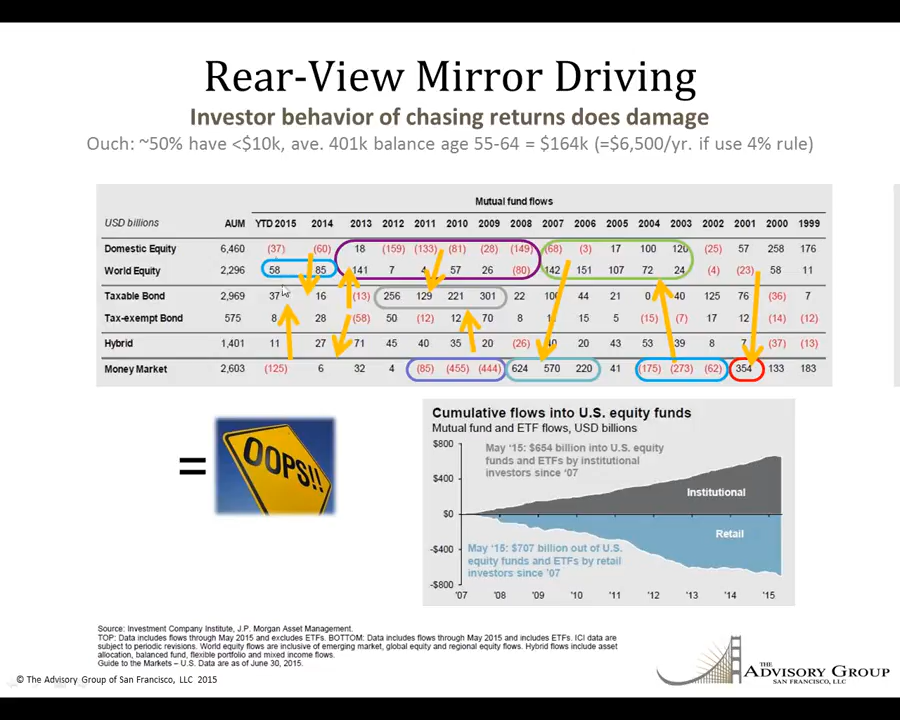 Rear-View Mirror Driving
Investor behavior of chasing returns does damage
Ouch: ~50% have <$10k, ave. 401k balance age 55-64 = $164k (=$6,500/yr. if use 4% rule)
Mutual fund flows
USD billions AUM YTD 2015 2014 2013 2012 2011 2010 2009 2008 2007 2006 2005 2004 2003 2002 2001 2000 1999
Domestic Equity 6,460 (37) (60) 18 (159) (133) (81) (28) (149) (68) (3) 17 100 120 (25) 57 258 176
World Equity 2,296 58 85 141 7 4 57 26 (80) 142 151 107 72 24 (4) (23) 58 11
Taxable Bond 2,969 37 16 (13) 256 129 221 301 22 106 44 21 0 40 125 76 (36) 7
Tax-exempt Bond 575 8 28 (58) 50 (12) 12 70 8 15 5 (15) (7) 17 12 (14) (12)
Hybrid 1,401 11 27 71 45 40 35 20 (26) 40 20 43 53 39 8 7 (37) (13)
Money Market 2,603 (125) 6 32 4 (85) (455) (444) 624 570 220 41 (175) (273) (62) 354 133 183
=
OOPS!!
Cumulative flows into U.S. equity funds
Mutual fund and ETF flows, USD billions
$800
May '15: $654 billion into U.S. equity
funds and ETFs by institutional
investors since '07
$400
Institutional
$0
Retail
-$400
May '15: $707 billion out of U.S.
equity funds and ETFs by retail
investors since '07
-$800
'07 '08 '09 '10 '11 '12 '13 '14 '15
Source: Investment Company Institute, J.P. Morgan Asset Management.
TOP: Data includes flows through May 2015 and excludes ETFs. BOTTOM: Data includes flows through May 2015 and includes ETFs. ICI data are
subject to periodic revisions. World equity flows are inclusive of emerging market, global equity and regional equity flows. Hybrid flows include asset
allocation, balanced fund, flexible portfolio and mixed income flows.
Guide to the Markets – U.S. Data are as of June 30, 2015.
© The Advisory Group of San Francisco, LLC 2015
THE ADVISORY GROUP
SAN FRANCISCO, LLC